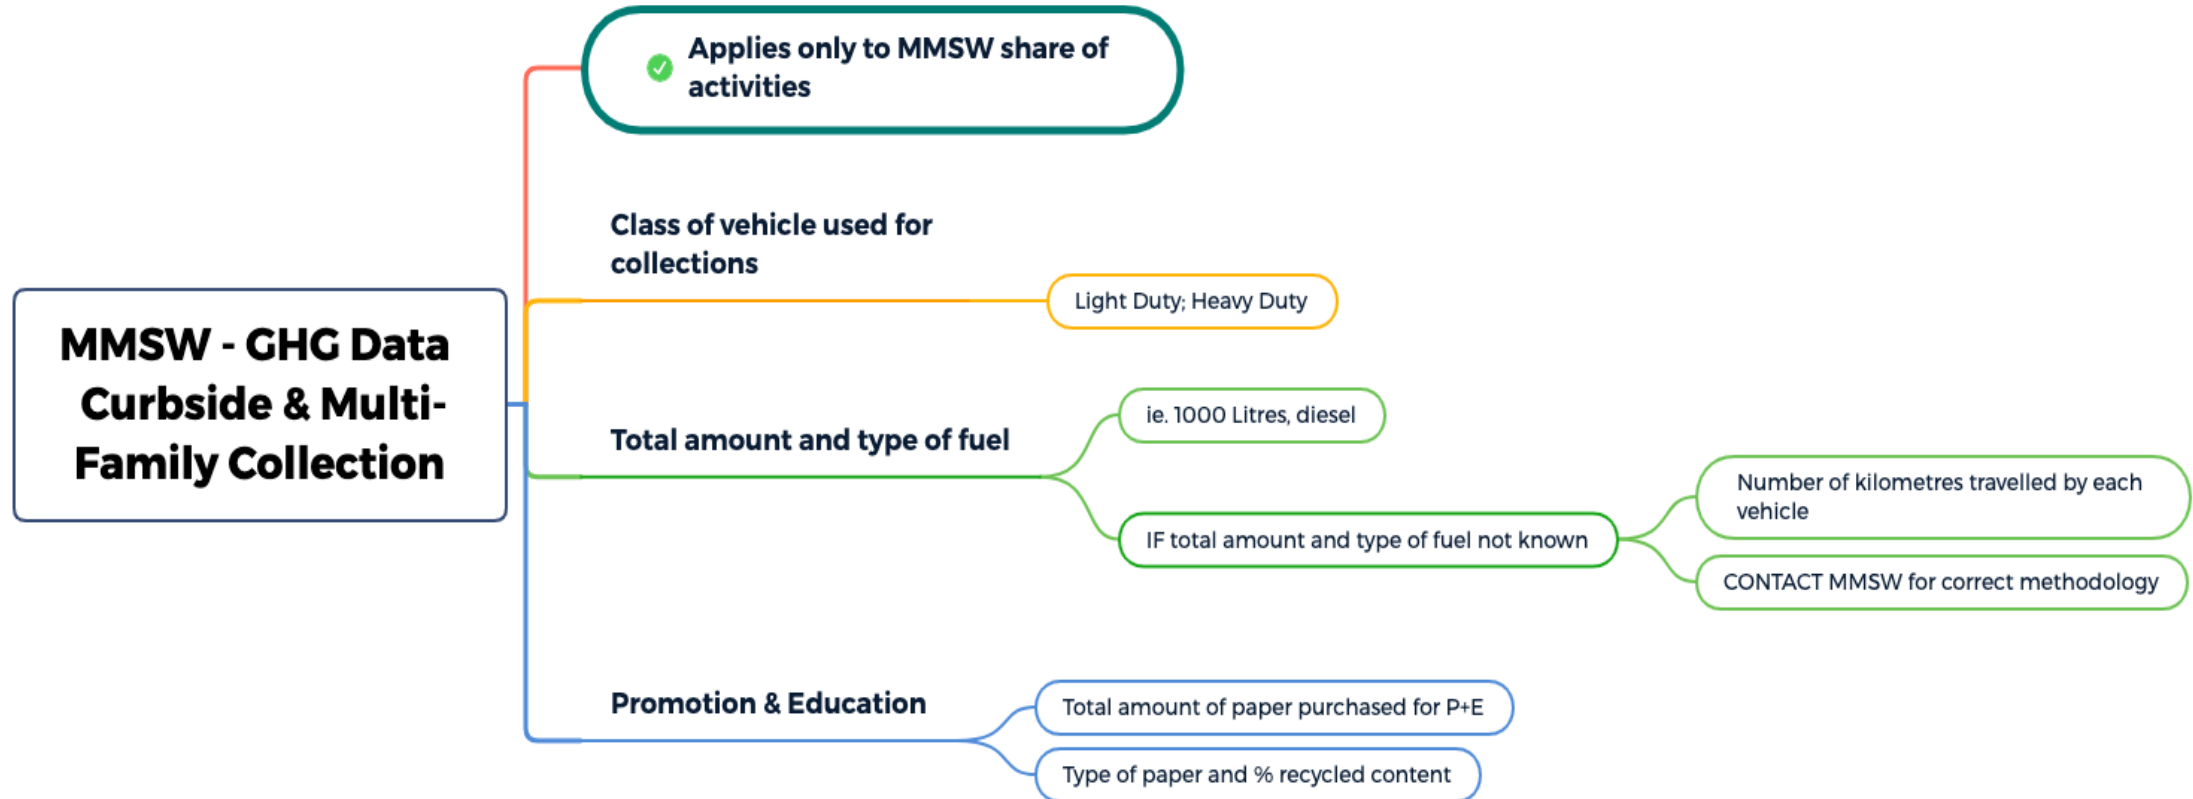 MMSW - GHG Data
Curbside & Multi-
Family Collection
Applies only to MMSW share of
activities
Class of vehicle used for
collections
Light Duty; Heavy Duty
Total amount and type of fuel
ie. 1000 Litres, diesel
IF total amount and type of fuel not known
Number of kilometres travelled by each
vehicle
CONTACT MMSW for correct methodology
Promotion & Education
Total amount of paper purchased for P+E
Type of paper and % recycled content